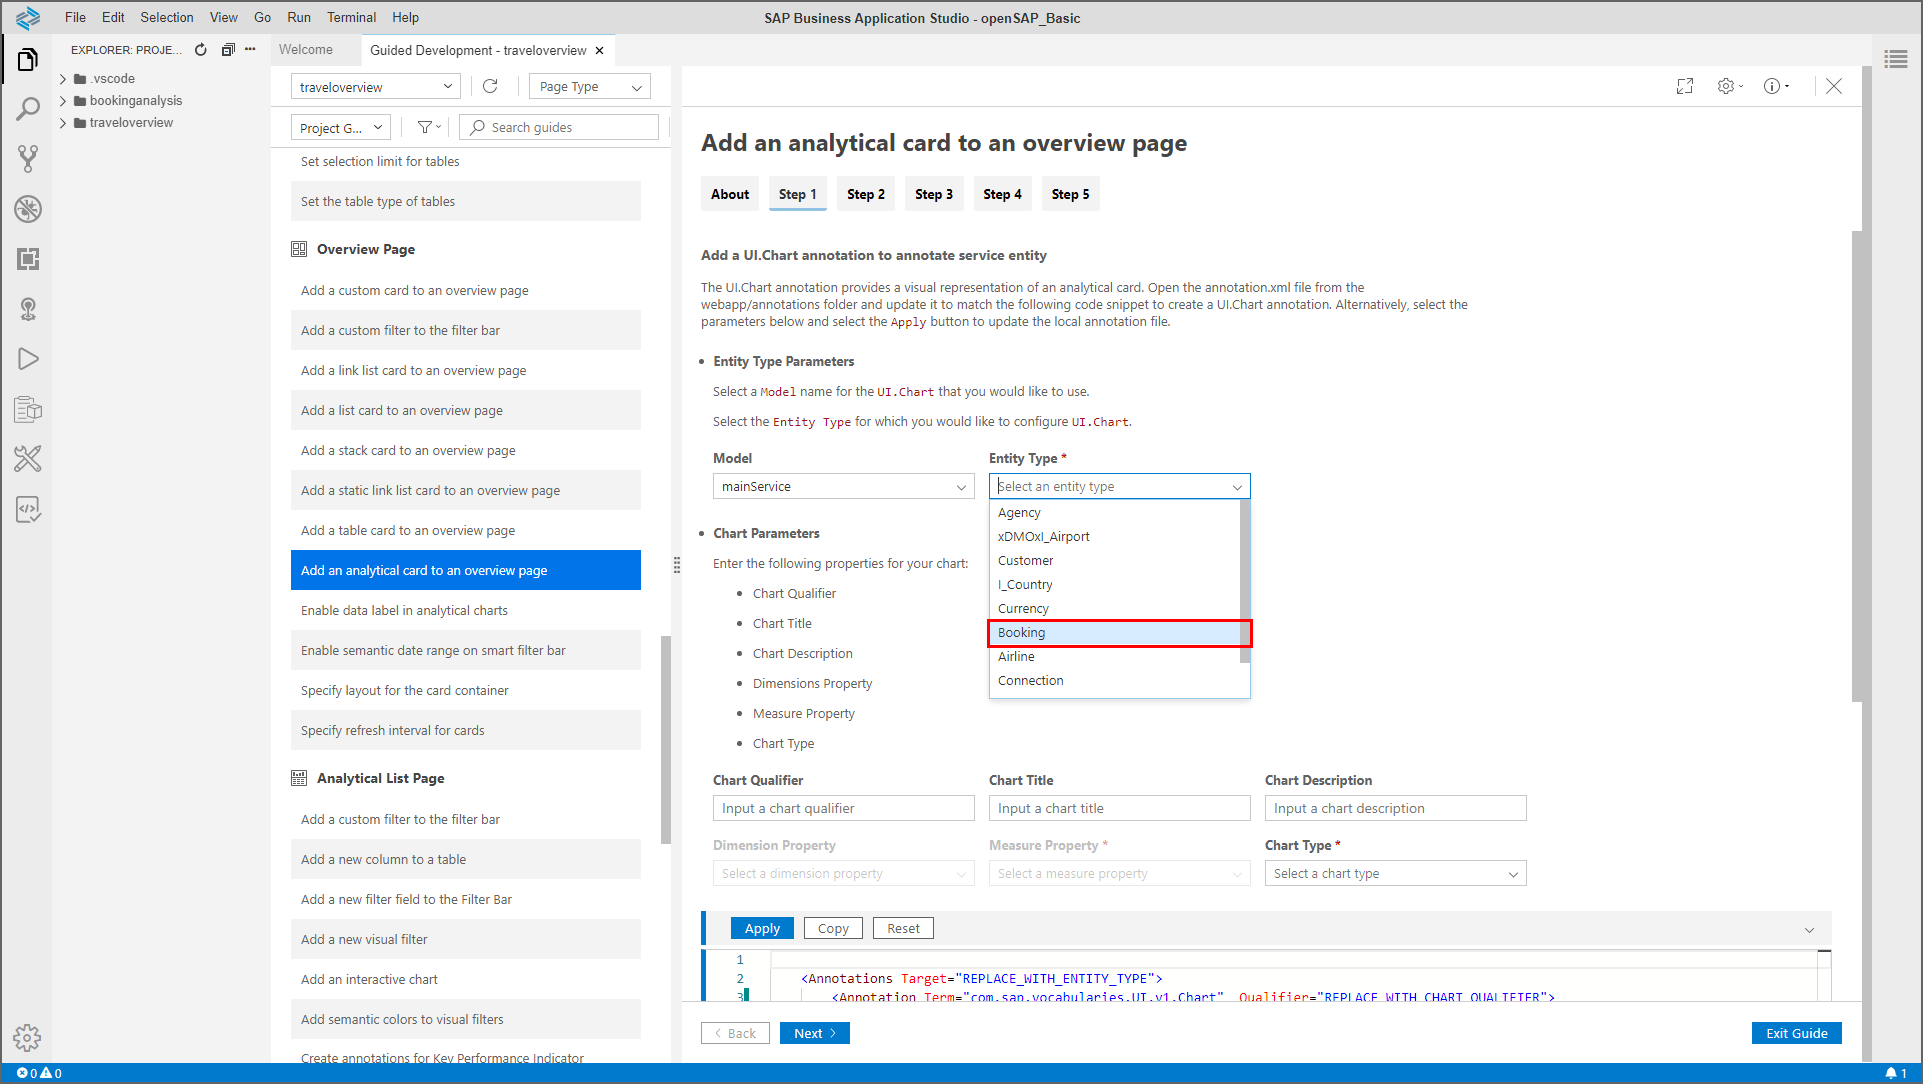 File Edit Selection View Go Run Terminal Help
SAP Business Application Studio - openSAP_Basic
EXPLORER: PROJE...
.vscode
bookinganalysis
traveloverview
Welcome
Guided Development - traveloverview
traveloverview
Page Type
Project G...
Search guides
Set selection limit for tables
Set the table type of tables
Overview Page
Add a custom card to an overview page
Add a custom filter to the filter bar
Add a link list card to an overview page
Add a list card to an overview page
Add a stack card to an overview page
Add a static link list card to an overview page
Add a table card to an overview page
Add an analytical card to an overview page
Enable data label in analytical charts
Enable semantic date range on smart filter bar
Specify layout for the card container
Specify refresh interval for cards
Analytical List Page
Add a custom filter to the filter bar
Add a new column to a table
Add a new filter field to the Filter Bar
Add a new visual filter
Add an interactive chart
Add semantic colors to visual filters
Create annotations for Key Performance Indicator
Add an analytical card to an overview page
About Step 1 Step 2 Step 3 Step 4 Step 5
Add a UI.Chart annotation to annotate service entity
The UI.Chart annotation provides a visual representation of an analytical card. Open the annotation.xml file from the
webapp/annotations folder and update it to match the following code snippet to create a UI.Chart annotation. Alternatively, select the
parameters below and select the Apply button to update the local annotation file.
Entity Type Parameters
Select a Model name for the UI.Chart that you would like to use.
Select the Entity Type for which you would like to configure UI.Chart.
Model
mainService
Entity Type *
Select an entity type
Agency
xDMOxI_Airport
Customer
I_Country
Currency
Booking
Airline
Connection
Chart Parameters
Enter the following properties for your chart:
Chart Qualifier
Chart Title
Chart Description
Dimensions Property
Measure Property
Chart Type
Chart Qualifier Chart Title Chart Description
Input a chart qualifier Input a chart title Input a chart description
Dimension Property Measure Property * Chart Type *
Select a dimension property Select a measure property Select a chart type
Apply Copy Reset
1
2 <Annotations Target="REPLACE_WITH_ENTITY_TYPE">
3 <Annotation Term="com.sap.vocabularies.UI.v1.Chart" Qualifier="REPLACE_WITH_CHART_QUALIFIER">
Back Next Exit Guide
0 0 1